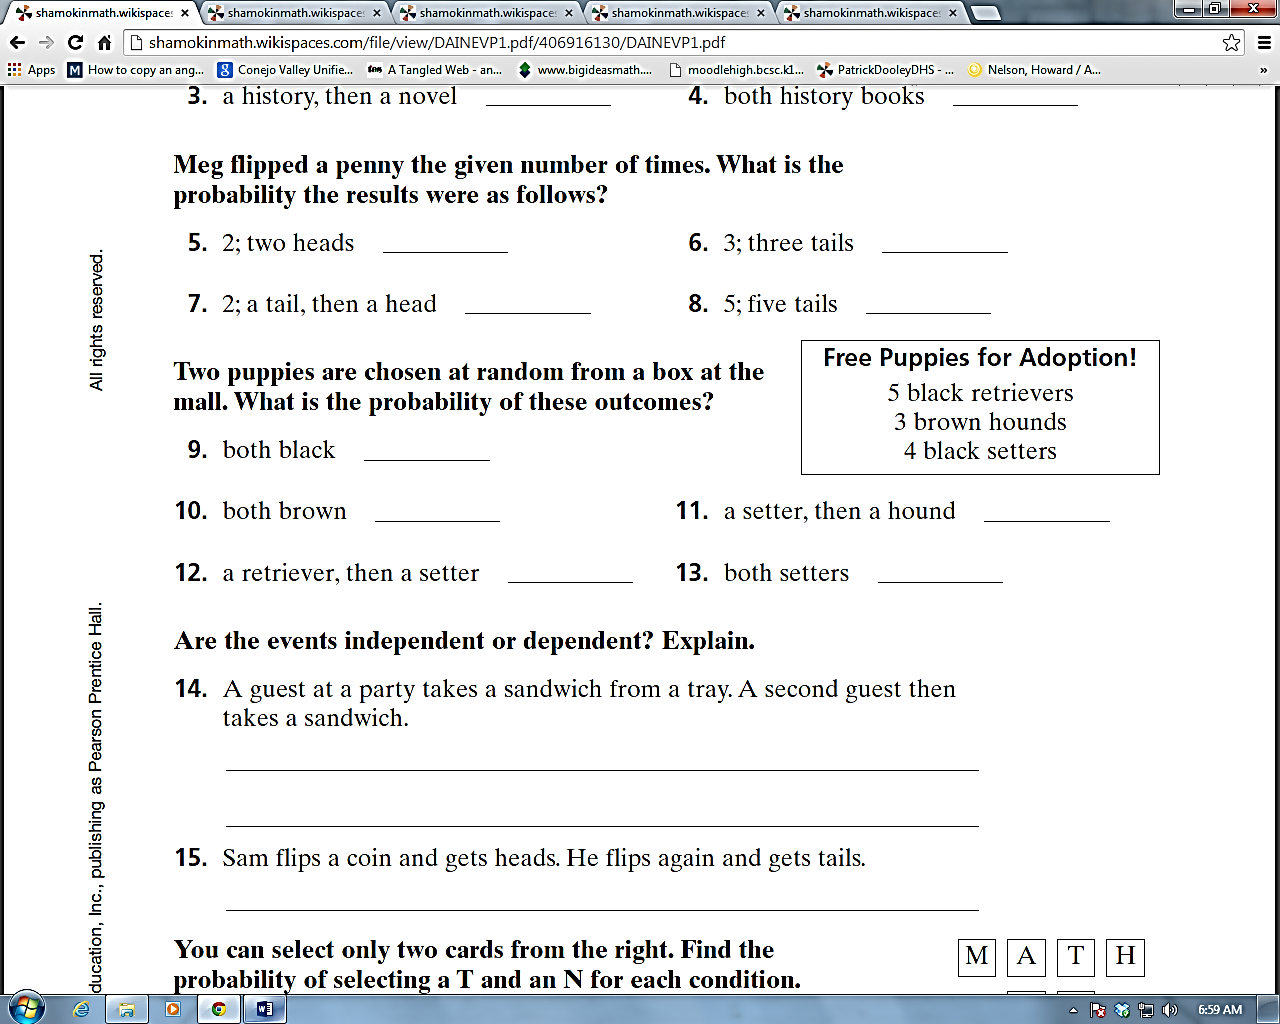 shamokinmath.wikispaces
shamokinmath.wikispaces
shamokinmath.wikispaces
shamokinmath.wikispaces
shamokinmath.wikispaces
shamokinmath.wikispaces.com/file/view/DAINEVP1.pdf/406916130/DAINEVP1.pdf
Apps M How to copy an ang... g Conejo Valley Unifie... A Tangled Web - an... www.bigideasmath.... moodlehigh.bcsc.k1... PatrickDooleyDHS - ... Nelson, Howard / A... »
3. a history, then a novel
4. both history books
Meg flipped a penny the given number of times. What is the
probability the results were as follows?
5. 2; two heads
6. 3; three tails
7. 2; a tail, then a head
8. 5; five tails
Two puppies are chosen at random from a box at the
mall. What is the probability of these outcomes?
Free Puppies for Adoption!
5 black retrievers
3 brown hounds
4 black setters
9. both black
10. both brown
11. a setter, then a hound
12. a retriever, then a setter
13. both setters
Are the events independent or dependent? Explain.
14. A guest at a party takes a sandwich from a tray. A second guest then
takes a sandwich.
15. Sam flips a coin and gets heads. He flips again and gets tails.
You can select only two cards from the right. Find the
probability of selecting a T and an N for each condition.
M A T H
All rights reserved.
ducation, Inc., publishing as Pearson Prentice Hall.
6:59 AM